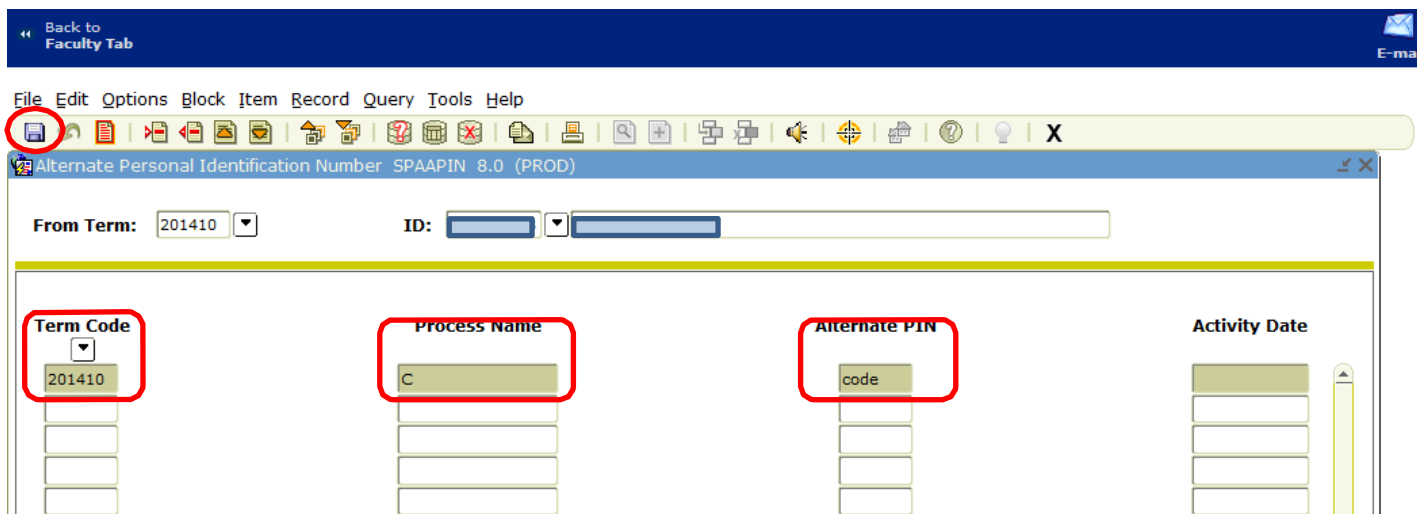 Back to
Faculty Tab
E-ma
File Edit Options Block Item Record Query Tools Help
X
Alternate Personal Identification Number SPAAPIN 8.0 (PROD)
From Term: 201410 ID:
Term Code Process Name Alternate PIN Activity Date
201410 C code